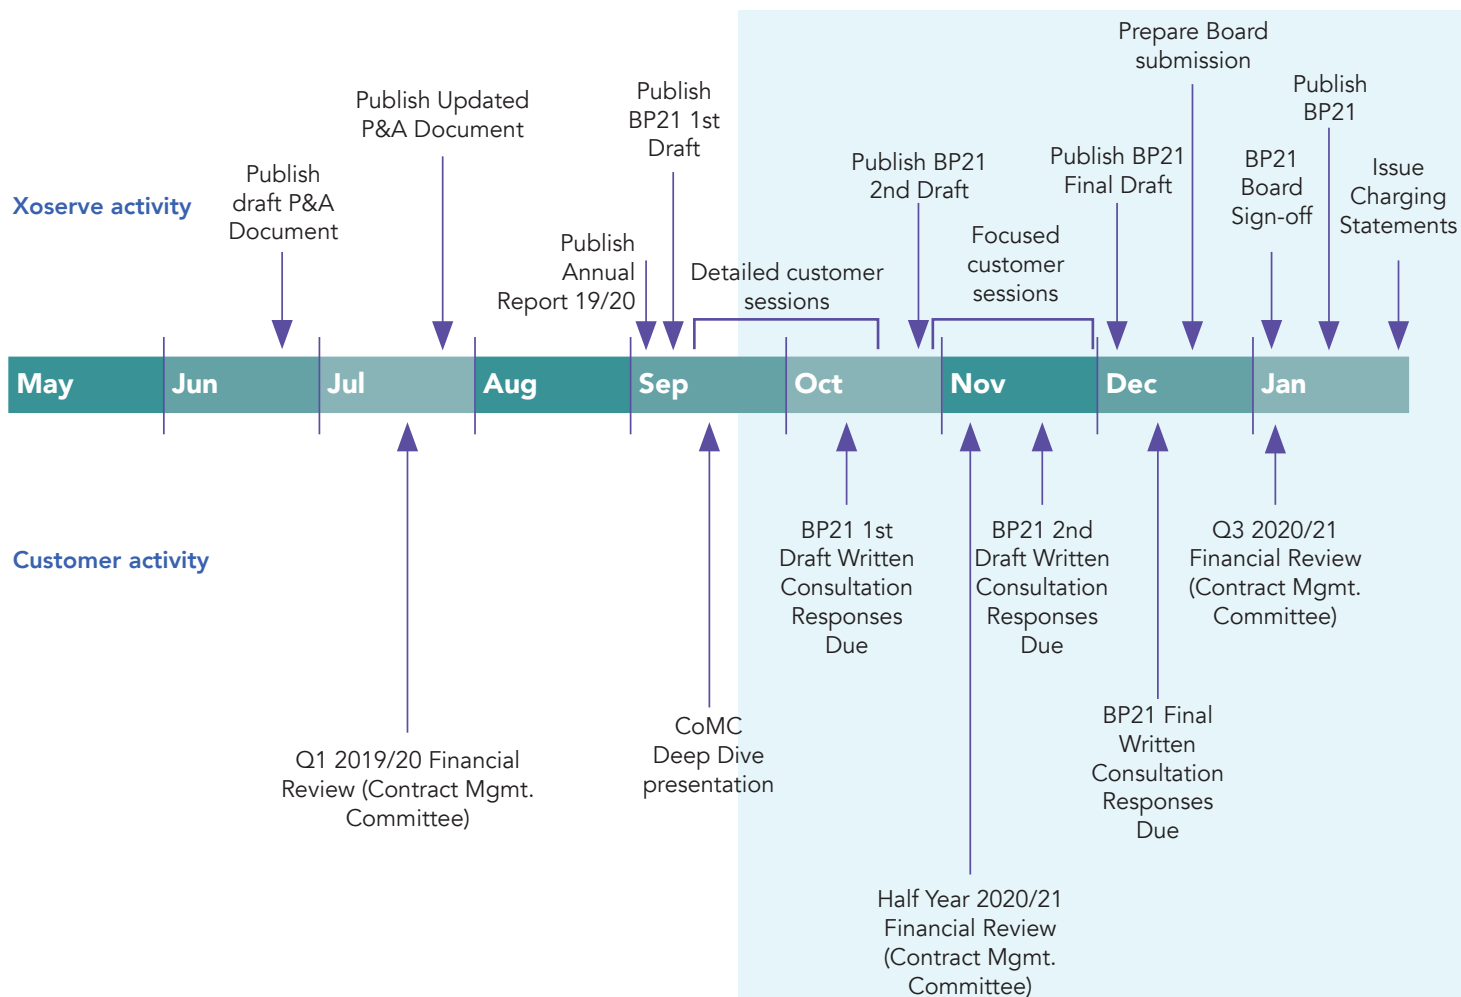 Prepare Board
submission
Publish
BP21
Publish
BP21 1st
Draft
Publish Updated
P&A Document
Publish BP21
2nd Draft
Publish BP21
Final Draft
BP21
Board
Sign-off
Issue
Charging
Statements
Publish
draft P&A
Document
Xoserve activity
Publish
Annual
Report 19/20
Detailed customer
sessions
Focused
customer
sessions
May
Jun
Jul
Aug
Sep
Oct
Nov
Dec
Jan
Customer activity
BP21 1st
Draft Written
Consultation
Responses
Due
BP21 2nd
Draft Written
Consultation
Responses
Due
Q3 2020/21
Financial Review
(Contract Mgmt.
Committee)
Q1 2019/20 Financial
Review (Contract Mgmt.
Committee)
CoMC
Deep Dive
presentation
BP21 Final
Written
Consultation
Responses
Due
Half Year 2020/21
Financial Review
(Contract Mgmt.
Committee)